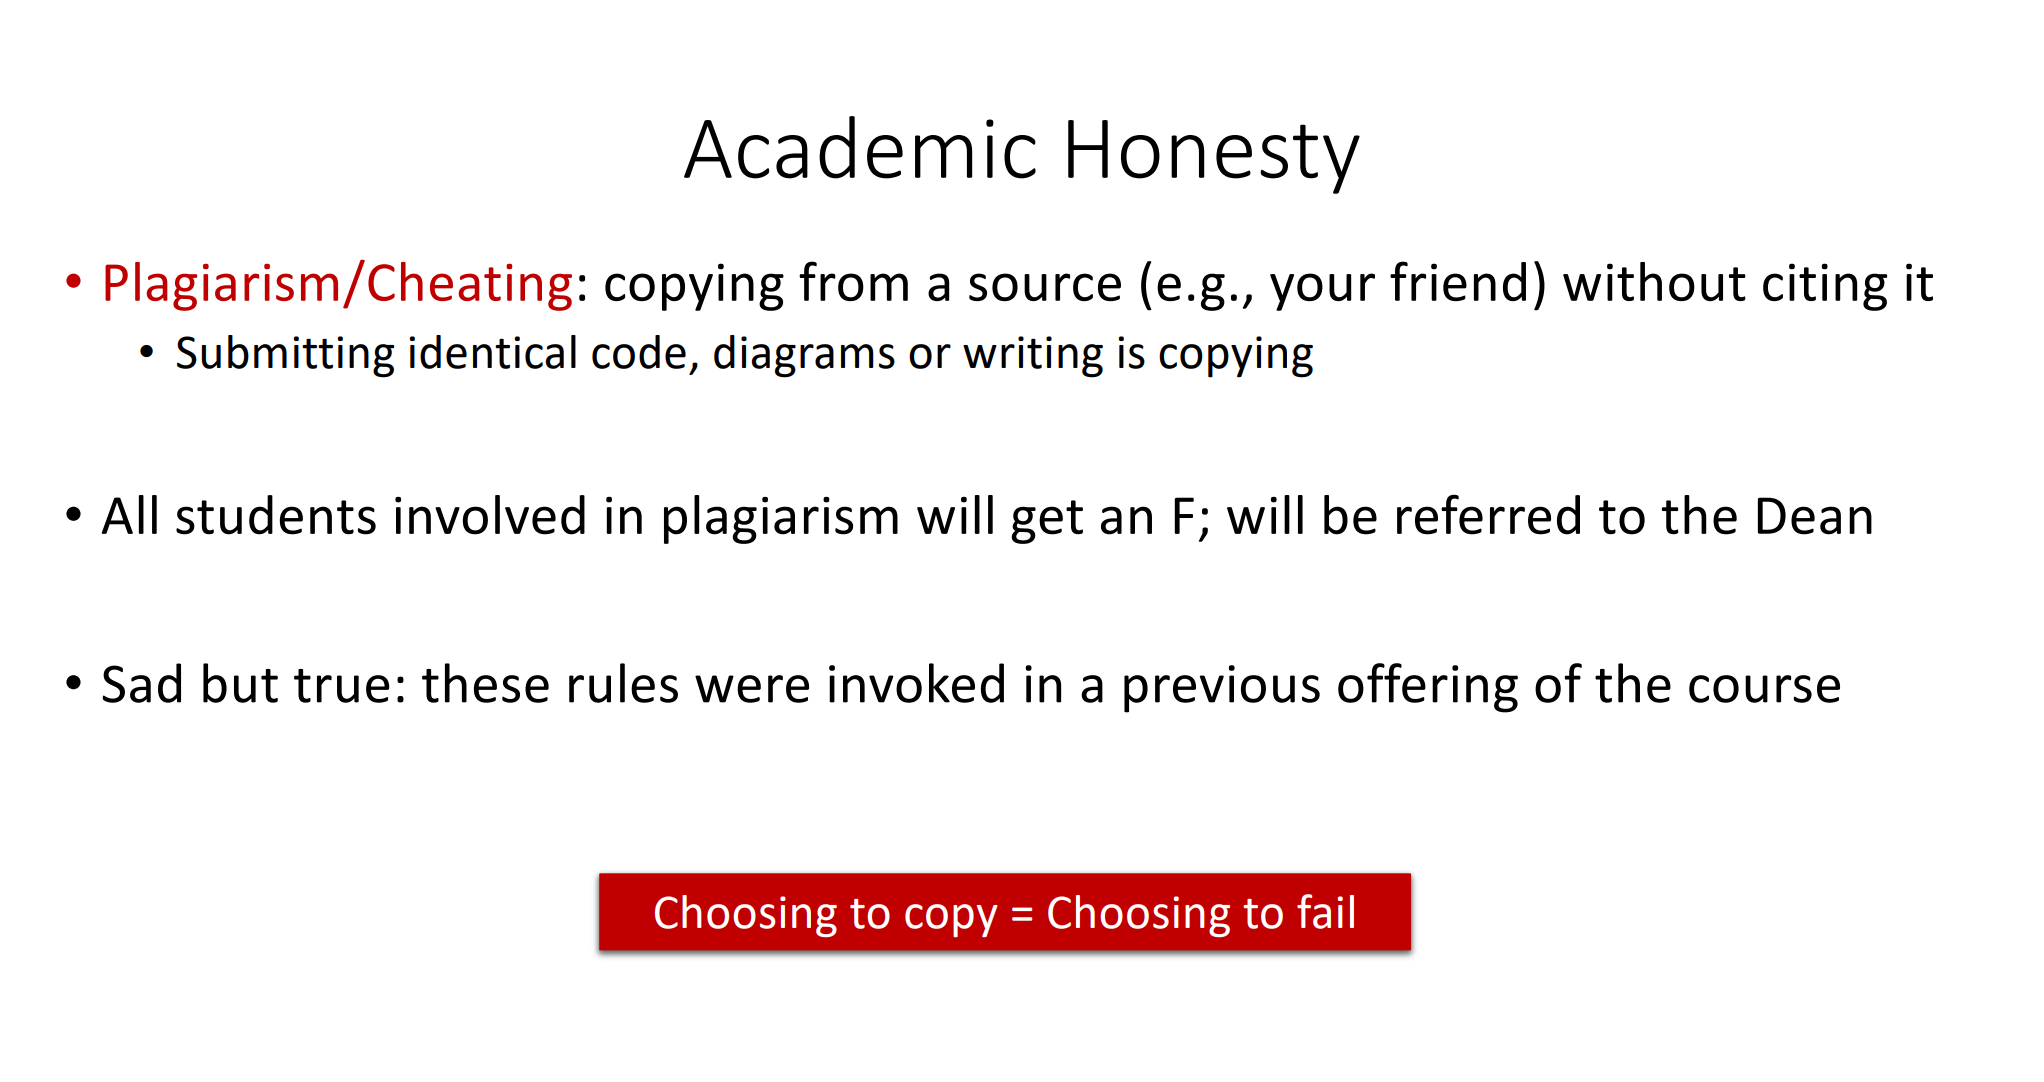 Academic Honesty
• Plagiarism/Cheating: copying from a source (e.g., your friend) without citing it
• Submitting identical code, diagrams or writing is copying
• All students involved in plagiarism will get an F; will be referred to the Dean
• Sad but true: these rules were invoked in a previous offering of the course
Choosing to copy = Choosing to fail